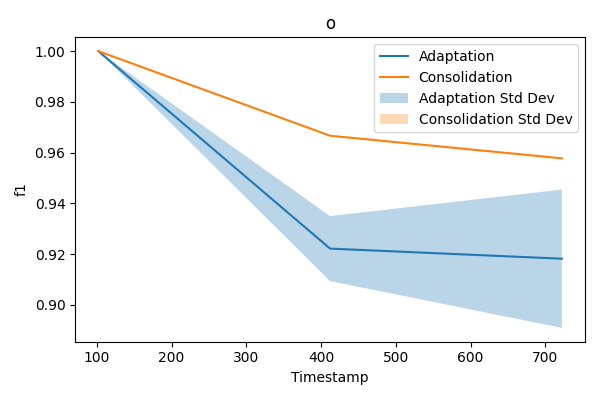 o
1.00
0.98
0.96
0.94
0.92
0.90
f1
Adaptation
Consolidation
Adaptation Std Dev
Consolidation Std Dev
100 200 300 400 500 600 700
Timestamp